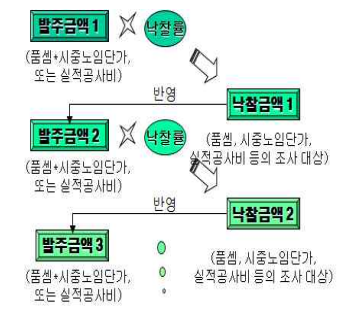 발주금액 1
낙찰률
(품셈+시중노임단가,
또는 실적공사비)
반영
낙찰금액 1
발주금액 2
낙찰률
(품셈, 시중노임단가,
실적공사비 등의 조사 대상)
(품셈+시중노임단가,
또는 실적공사비)
반영
낙찰금액 2
발주금액 3
(품셈, 시중노임단가,
실적공사비 등의 조사 대상)
(품셈+시중노임단가,
또는 실적공사비)